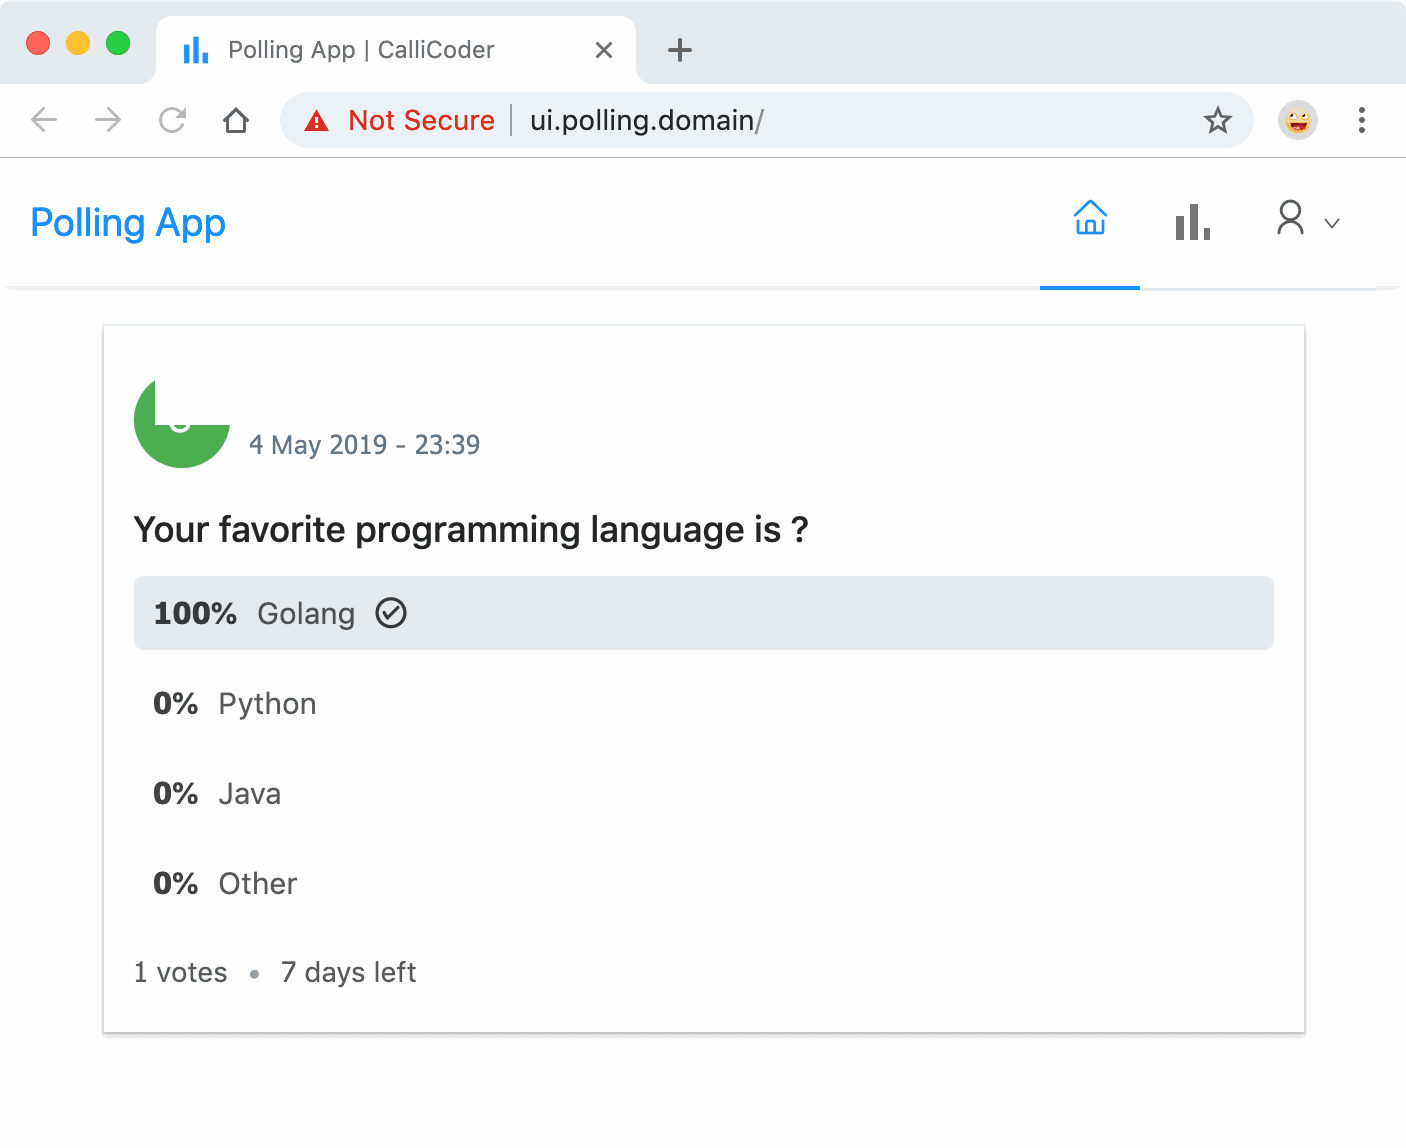 Polling App | CalliCoder
Not Secure | ui.polling.domain/
Polling App
4 May 2019 - 23:39
Your favorite programming language is ?
100% Golang
0% Python
0% Java
0% Other
1 votes • 7 days left